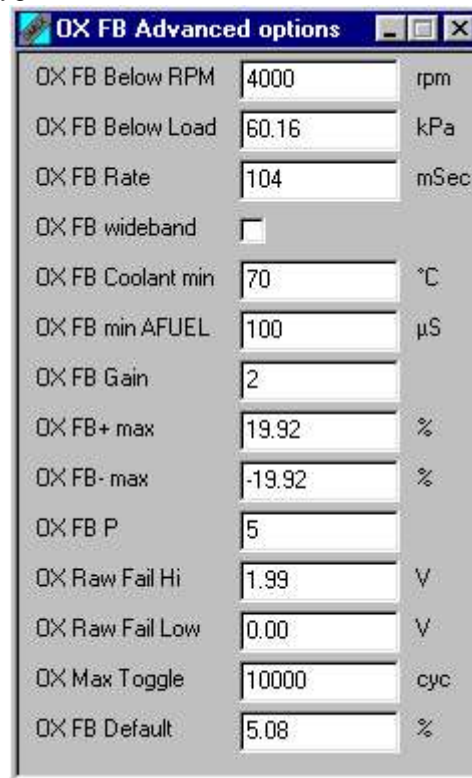 OX FB Advanced options
OX FB Below RPM 4000 rpm
OX FB Below Load 60.16 kPa
OX FB Rate 104 mSec
OX FB wideband
OX FB Coolant min 70 °C
OX FB min AFUEL 100 µS
OX FB Gain 2
OX FB+ max 19.92 %
OX FB- max -19.92 %
OX FB P 5
OX Raw Fail Hi 1.99 V
OX Raw Fail Low 0.00 V
OX Max Toggle 10000 cyc
OX FB Default 5.08 %